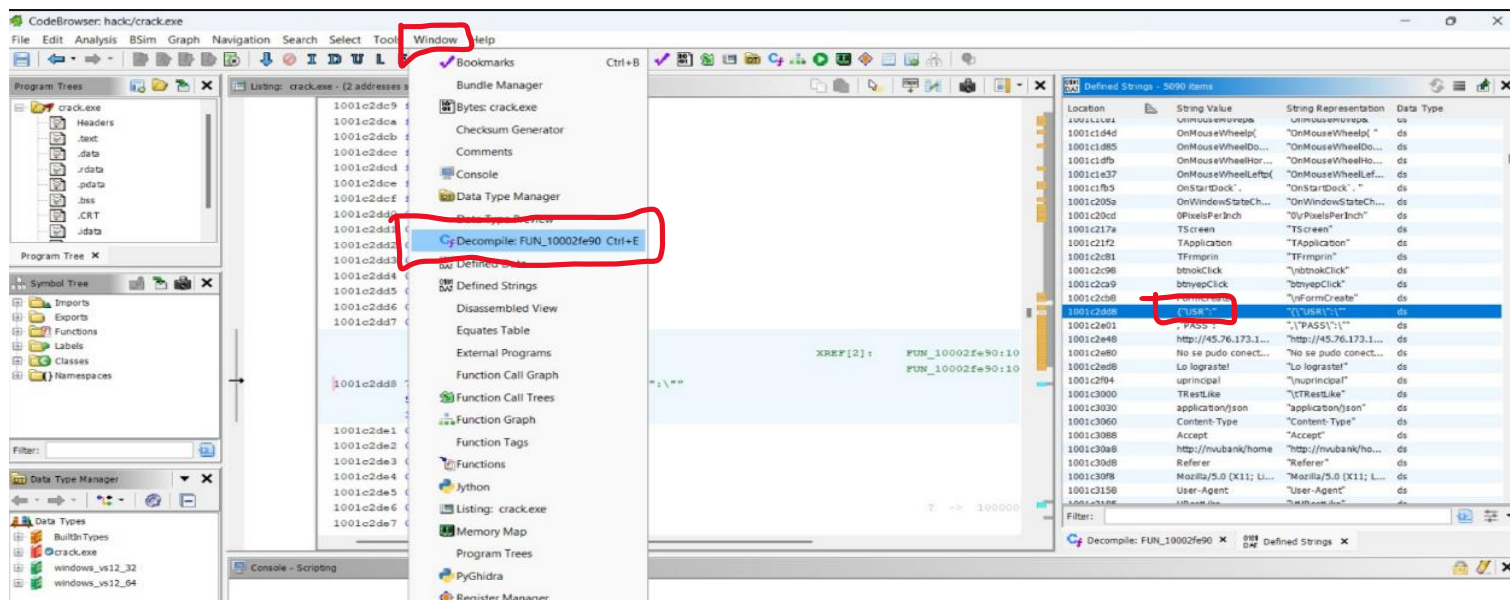 CodeBrowser: hack:/crack.exe
File Edit Analysis BSim Graph Navigation Search Select Tools Window Help
Program Trees
crack.exe
Headers
.text
.data
.rdata
.pdata
.bss
.CRT
.idata
Program Tree
Symbol Tree
Imports
Exports
Functions
Labels
Classes
Namespaces
Filter:
Data Type Manager
Data Types
BuiltInTypes
crack.exe
windows_vs12_32
windows_vs12_64
Listing: crack.exe - (2 addresses s
1001c2dc9
1001c2dca
1001c2dcb
1001c2dcc
1001c2dcd
1001c2dce
1001c2dcf
1001c2dd0
1001c2dd1
1001c2dd2
1001c2dd3
1001c2dd4
1001c2dd5
1001c2dd6
1001c2dd7
XREF[2]: FUN_10002fe90:10
FUN_10002fe90:10
1001c2dd8 ":\""
1001c2de1
1001c2de2
1001c2de3
1001c2de4
1001c2de5
1001c2de6 ? -> 100000
1001c2de7
Console - Scripting
Bookmarks Ctrl+B
Bundle Manager
Bytes: crack.exe
Checksum Generator
Comments
Console
Data Type Manager
Data Type Preview
Decompile: FUN_10002fe90 Ctrl+E
Defined Data
Defined Strings
Disassembled View
Equates Table
External Programs
Function Call Graph
Function Call Trees
Function Graph
Function Tags
Functions
Jython
Listing: crack.exe
Memory Map
Program Trees
PyGhidra
Register Manager
Defined Strings - 5090 items
Location String Value String Representation Data Type
1001c1d4d OnMouseWheelp( "OnMouseWheelp( " ds
1001c1d85 OnMouseWheelDo... "OnMouseWheelDo... ds
1001c1dfb OnMouseWheelHor... "OnMouseWheelHo... ds
1001c1e37 OnMouseWheelLeftp( "OnMouseWheelLef... ds
1001c1fb5 OnStartDock`. "OnStartDock`. " ds
1001c205a OnWindowStateCh... "OnWindowStateCh... ds
1001c20cd 0PixelsPerInch "0\rPixelsPerInch" ds
1001c217a TScreen "TScreen" ds
1001c21f2 TApplication "TApplication" ds
1001c2c81 TFrmprin "TFrmprin" ds
1001c2c98 btnokClick "\nbtnokClick" ds
1001c2ca9 btnyepClick "btnyepClick" ds
1001c2cb8 FormCreate "\nFormCreate" ds
1001c2dd8 {"USR":" "{\"USR\":\"" ds
1001c2e01 ,"PASS":" ",\"PASS\":\"" ds
1001c2e48 http://45.76.173.1... "http://45.76.173.1... ds
1001c2e80 No se pudo conect... "No se pudo conect... ds
1001c2ed8 Lo lograste! "Lo lograste!" ds
1001c2f04 uprincipal "\nuprincipal" ds
1001c3000 TRestLike "\tTRestLike" ds
1001c3030 application/json "application/json" ds
1001c3060 Content-Type "Content-Type" ds
1001c3088 Accept "Accept" ds
1001c30a8 http://nvubank/home "http://nvubank/ho... ds
1001c30d8 Referer "Referer" ds
1001c30f8 Mozilla/5.0 (X11; Li... "Mozilla/5.0 (X11; L... ds
1001c3158 User-Agent "User-Agent" ds
Filter:
Decompile: FUN_10002fe90 Defined Strings